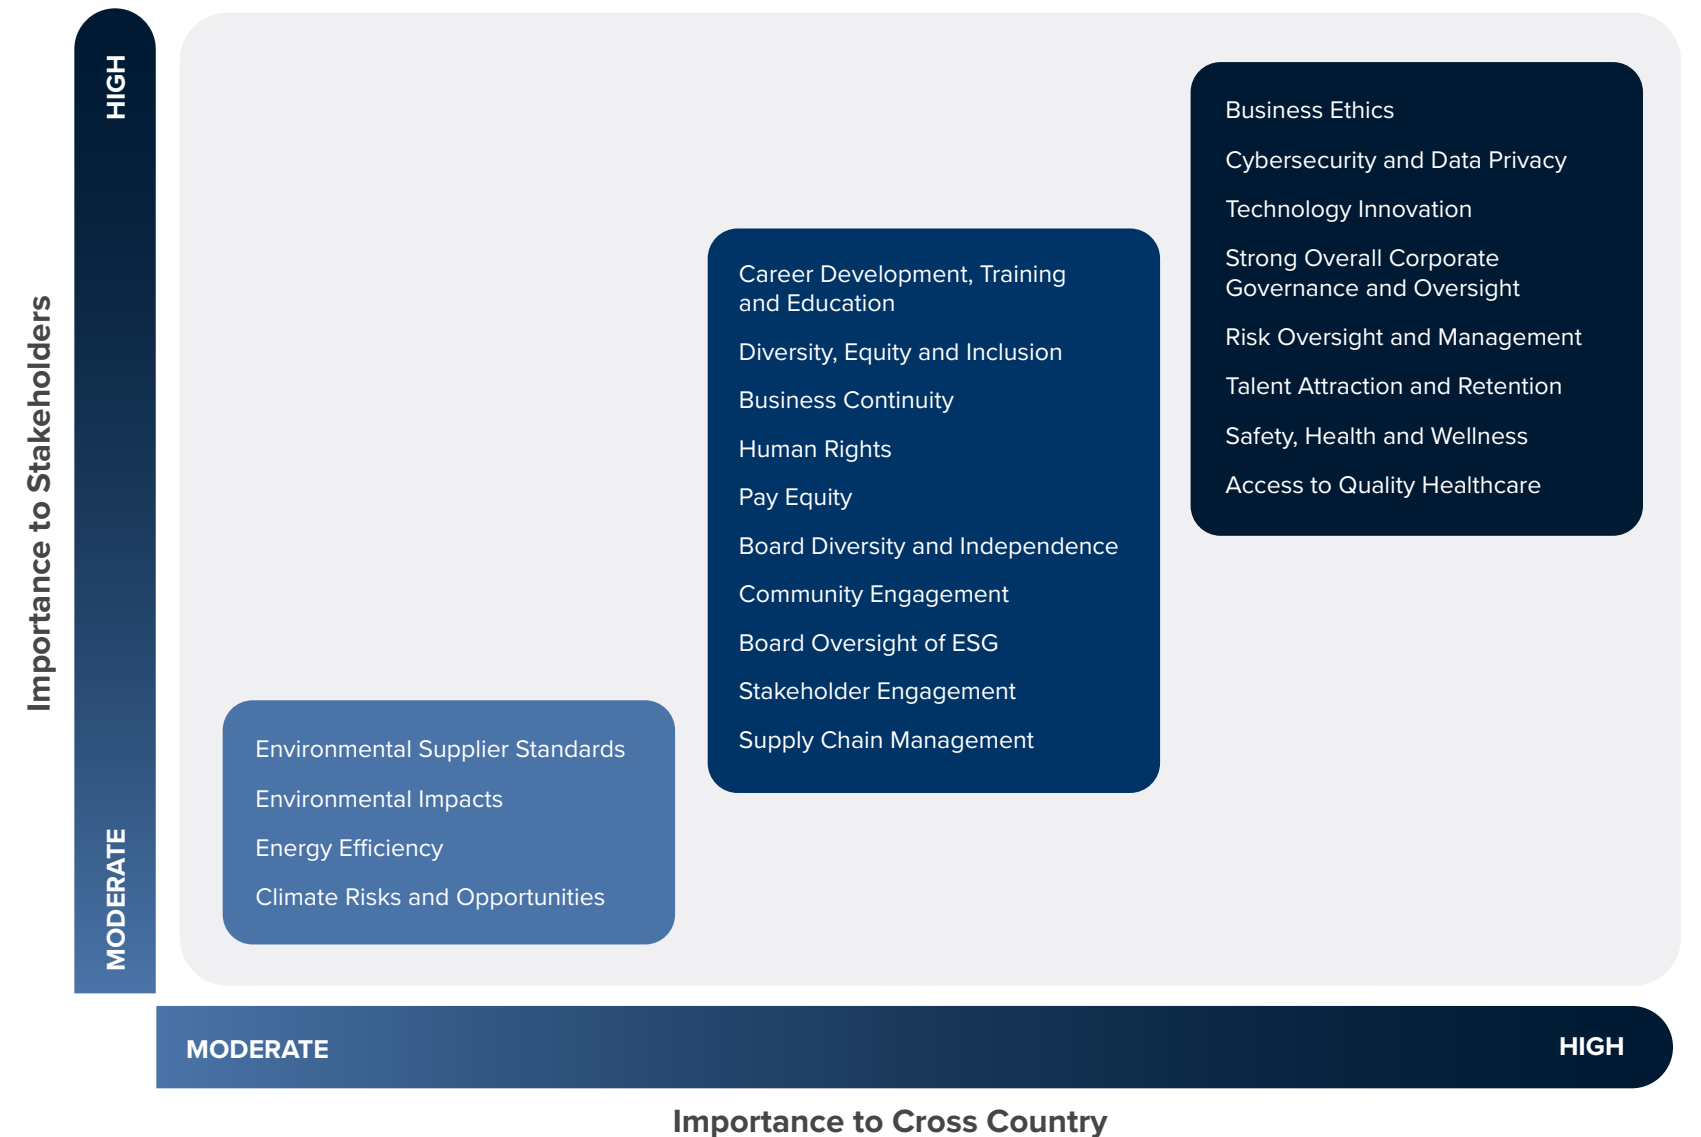 Importance to Stakeholders
HIGH
MODERATE
Environmental Supplier Standards
Environmental Impacts
Energy Efficiency
Climate Risks and Opportunities
Career Development, Training
and Education
Diversity, Equity and Inclusion
Business Continuity
Human Rights
Pay Equity
Board Diversity and Independence
Community Engagement
Board Oversight of ESG
Stakeholder Engagement
Supply Chain Management
Business Ethics
Cybersecurity and Data Privacy
Technology Innovation
Strong Overall Corporate
Governance and Oversight
Risk Oversight and Management
Talent Attraction and Retention
Safety, Health and Wellness
Access to Quality Healthcare
MODERATE
HIGH
Importance to Cross Country